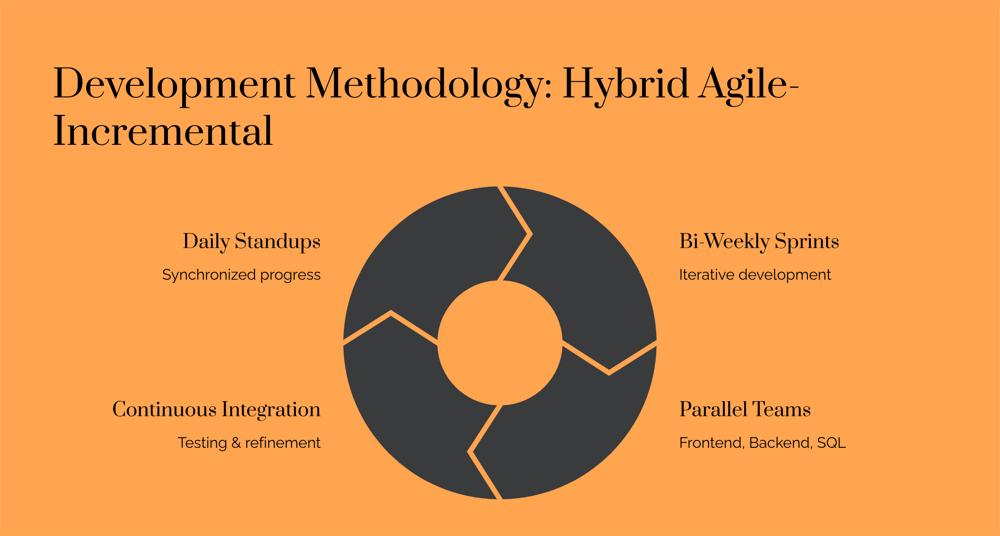 Development Methodology: Hybrid Agile-
Incremental
Daily Standups
Synchronized progress
Bi-Weekly Sprints
Iterative development
Continuous Integration
Testing & refinement
Parallel Teams
Frontend, Backend, SQL